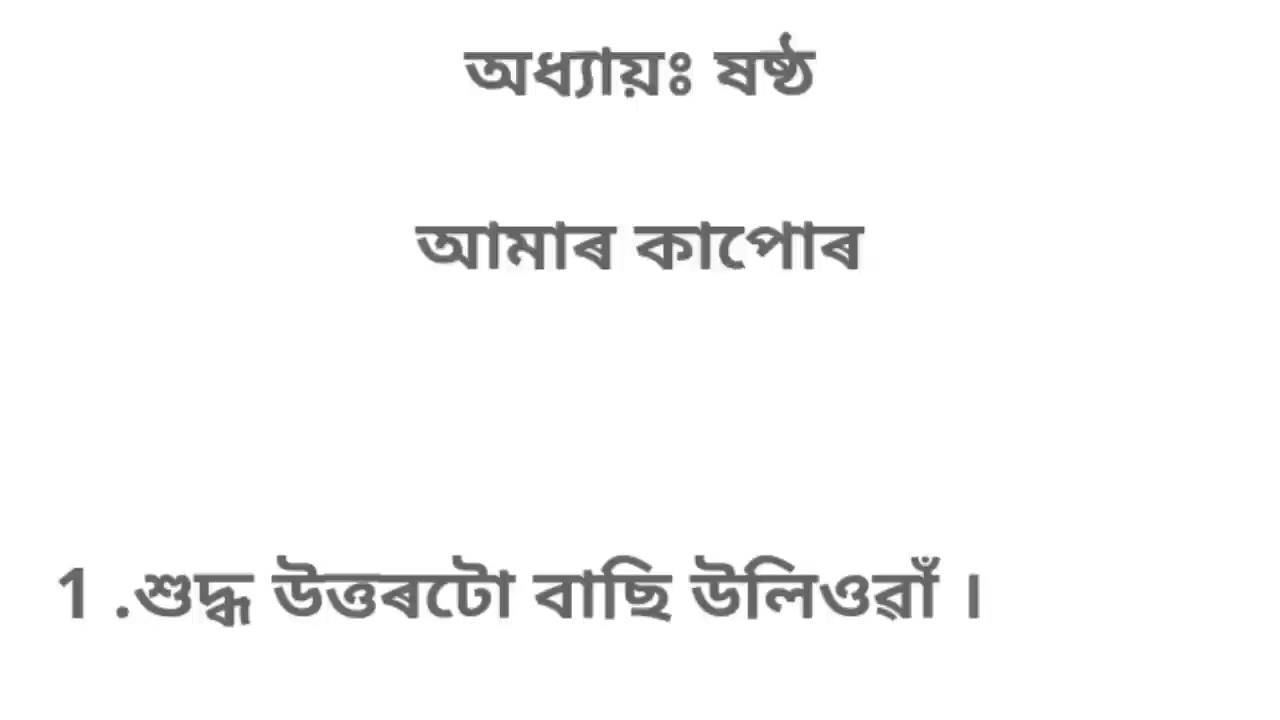 অধ্যায়ঃ ষষ্ঠ
আমাৰ কাপোৰ
1 .শুদ্ধ উত্তৰটো বাছি উলিওৱাঁ ।